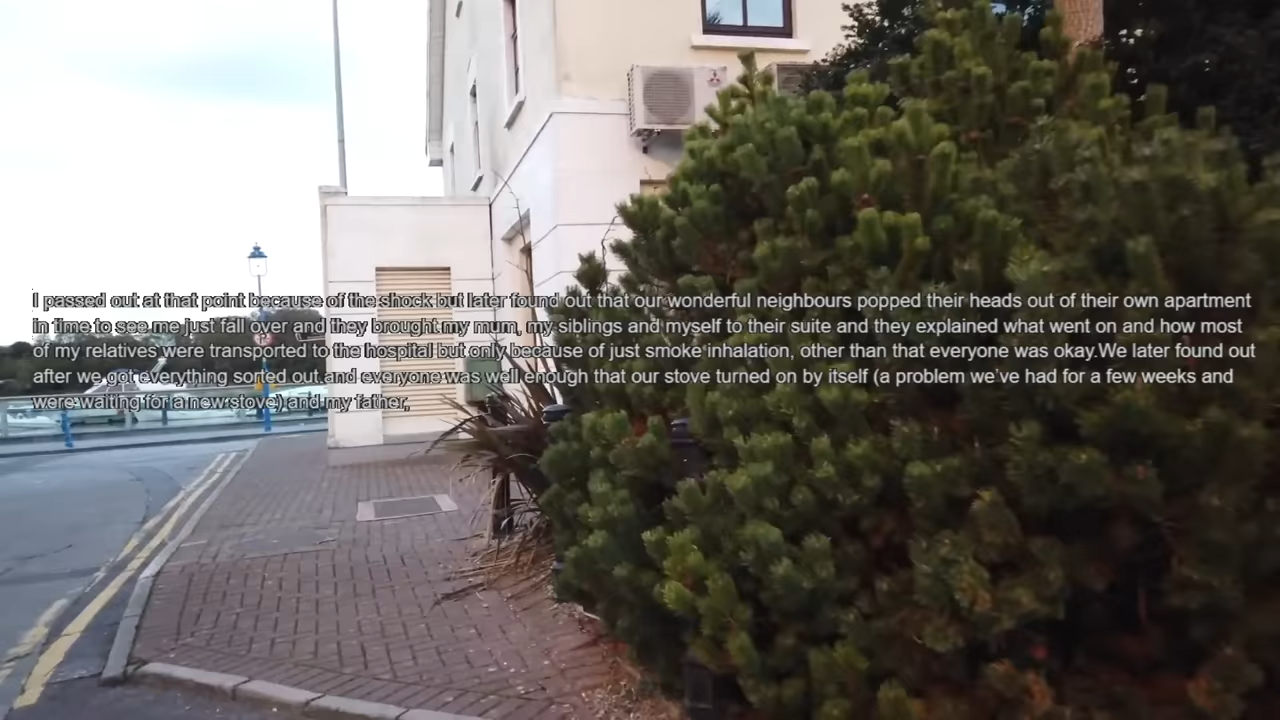 I passed out at that point because of the shock but later found out that our wonderful neighbours popped their heads out of their own apartment
in time to see me just fall over and they brought my mum, my siblings and myself to their suite and they explained what went on and how most
of my relatives were transported to the hospital but only because of just smoke inhalation, other than that everyone was okay.We later found out
after we got everything sorted out and everyone was well enough that our stove turned on by itself (a problem we've had for a few weeks and
were waiting for a new stove) and my father,